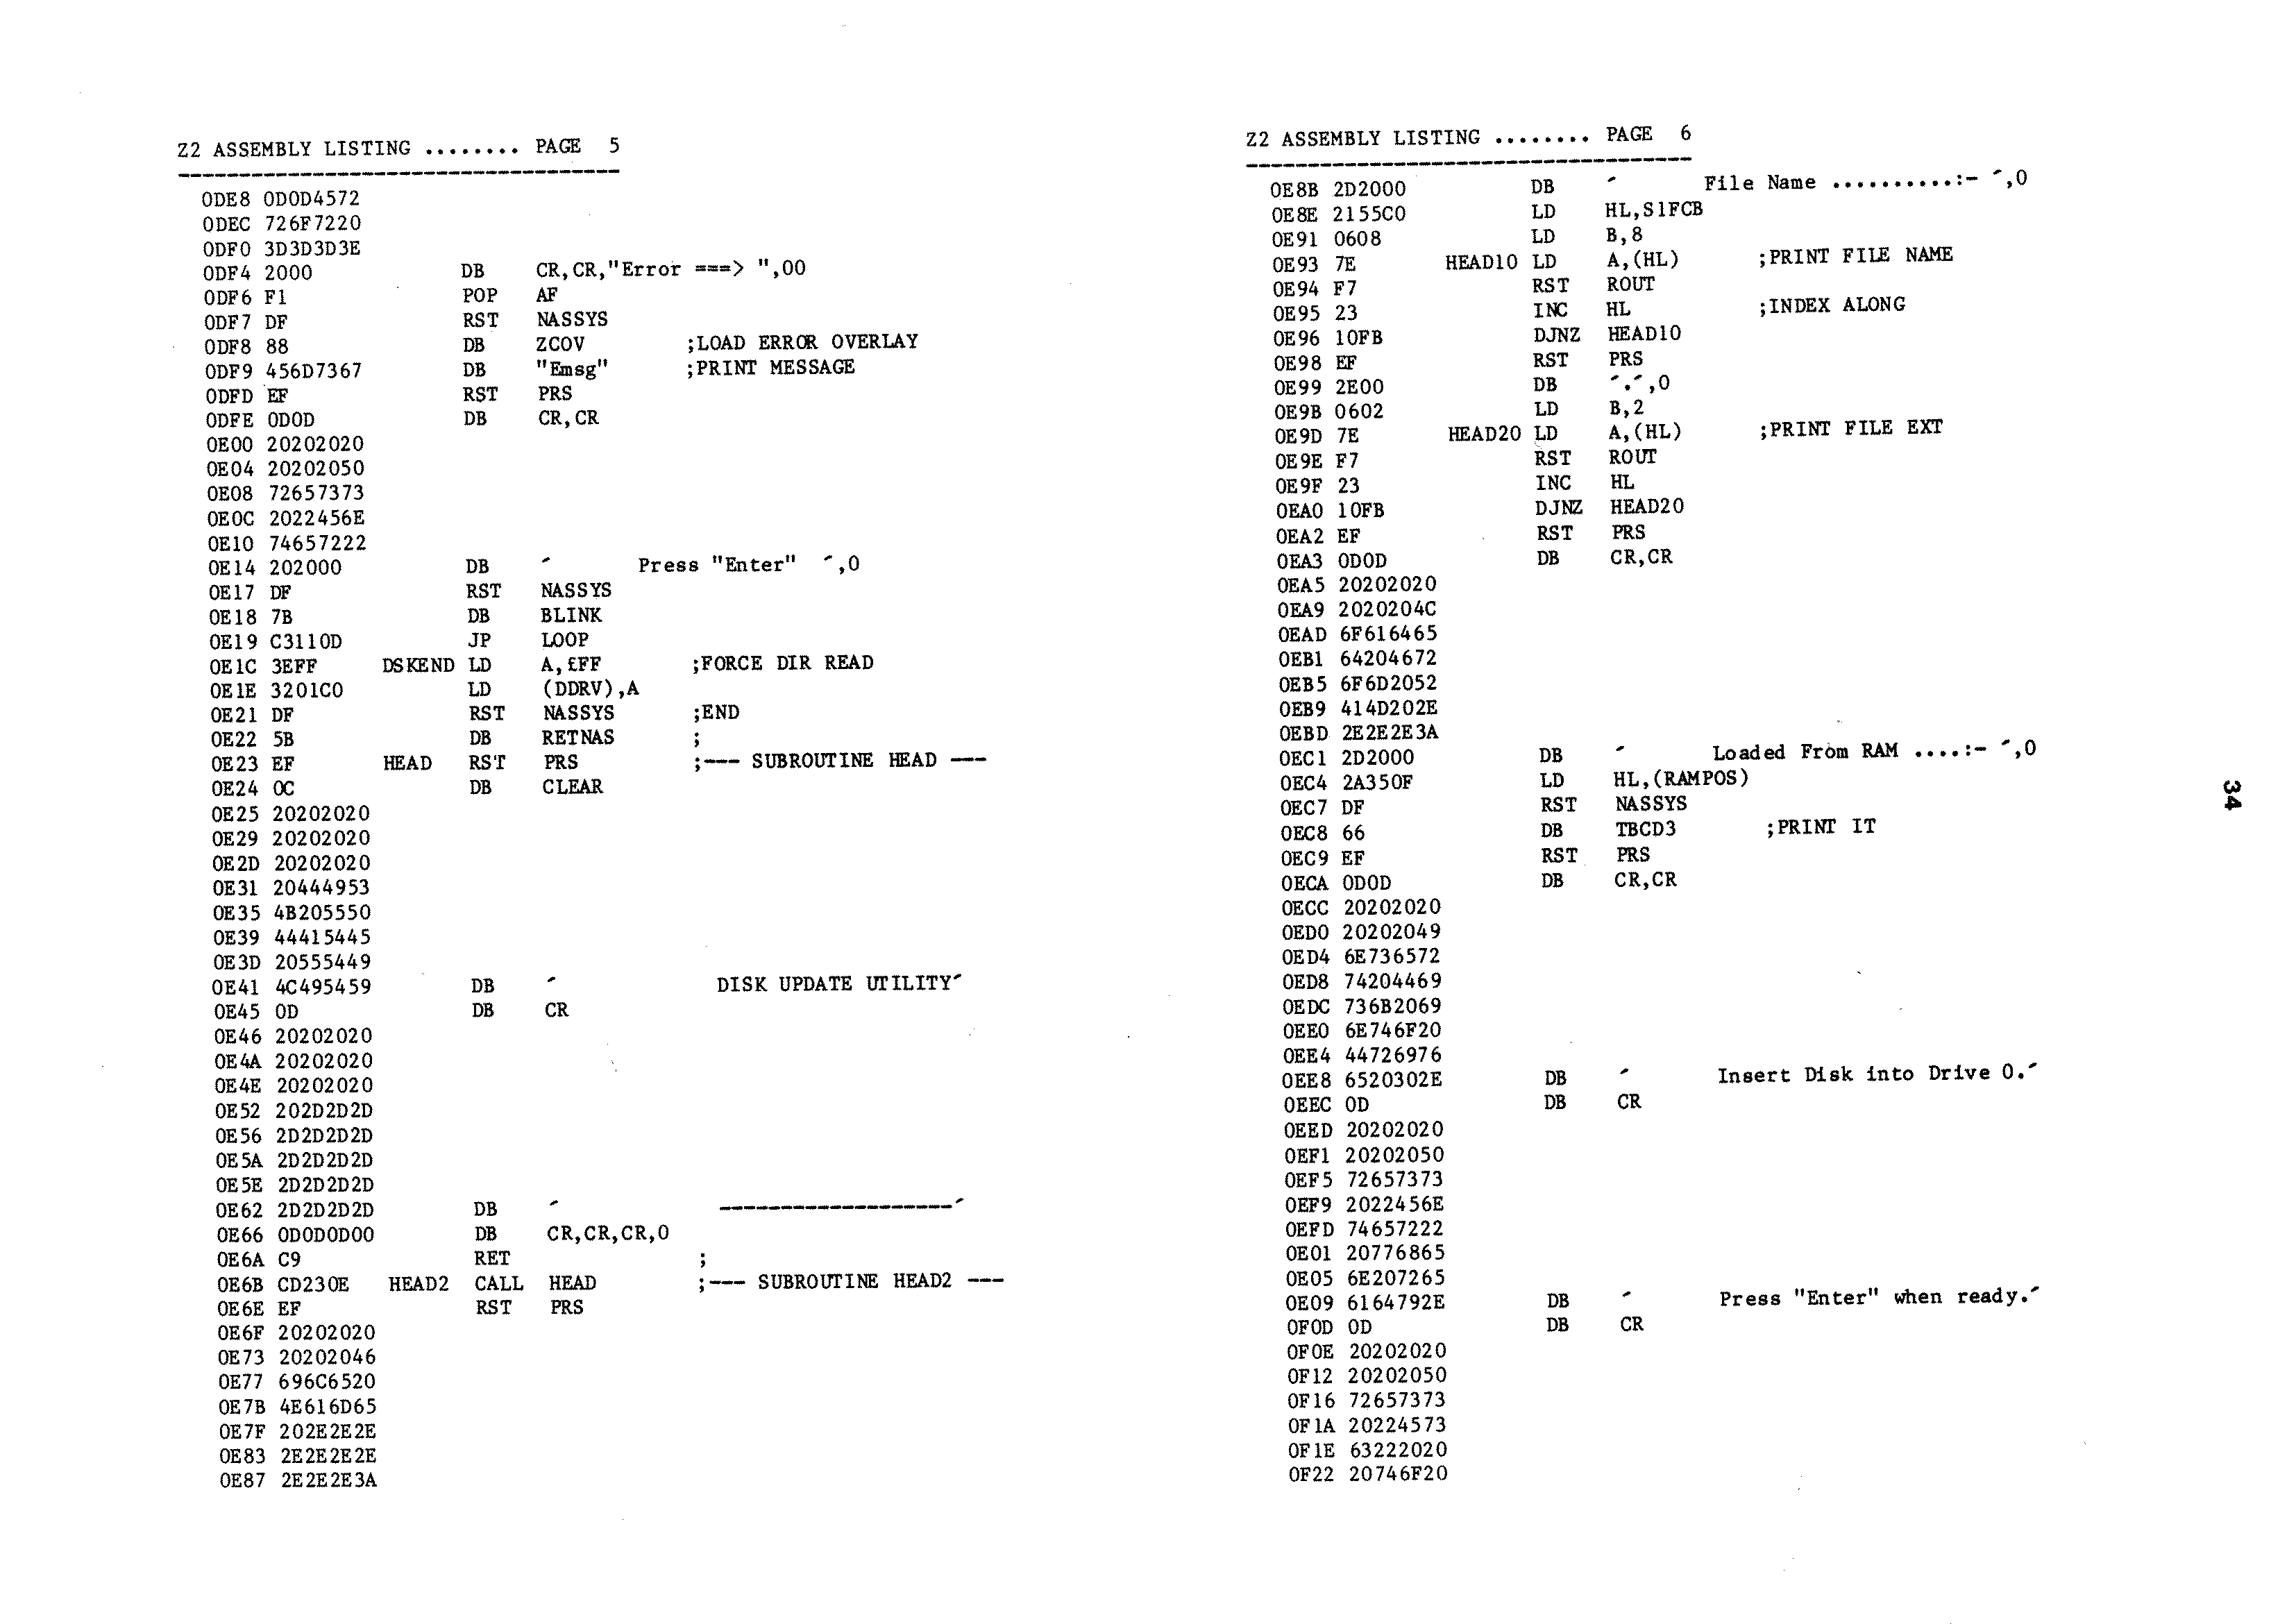 Z2 ASSEMBLY LISTING ........ PAGE  5
------------------------------------
0DE8 0D0D4572
0DEC 726F7220
0DF0 3D3D3D3E
0DF4 2000            DB    CR,CR,"Error ===> ",00
0DF6 F1              POP   AF
0DF7 DF              RST   NASSYS
0DF8 88              DB    ZCOV        ;LOAD ERROR OVERLAY
0DF9 456D7367        DB    "Emsg"      ;PRINT MESSAGE
0DFD EF              RST   PRS
0DFE 0D0D            DB    CR,CR
0E00 20202020
0E04 20202050
0E08 72657373
0E0C 2022456E
0E10 74657222
0E14 202000          DB    ´       Press "Enter"  ´,0
0E17 DF              RST   NASSYS
0E18 7B              DB    BLINK
0E19 C3110D          JP    LOOP
0E1C 3EFF     DSKEND LD    A,£FF       ;FORCE DIR READ
0E1E 3201C0          LD    (DDRV),A
0E21 DF              RST   NASSYS      ;END
0E22 5B              DB    RETNAS      ;
0E23 EF       HEAD   RST   PRS         ;--- SUBROUTINE HEAD ---
0E24 0C              DB    CLEAR
0E25 20202020
0E29 20202020
0E2D 20202020
0E31 20444953
0E35 4B205550
0E39 44415445
0E3D 20555449
0E41 4C495459        DB    ´             DISK UPDATE UTILITY´
0E45 0D              DB    CR
0E46 20202020
0E4A 20202020
0E4E 20202020
0E52 202D2D2D
0E56 2D2D2D2D
0E5A 2D2D2D2D
0E5E 2D2D2D2D
0E62 2D2D2D2D        DB    ´             -------------------´
0E66 0D0D0D00        DB    CR,CR,CR,0
0E6A C9              RET               ;
0E6B CD230E   HEAD2  CALL  HEAD        ;--- SUBROUTINE HEAD2 ---
0E6E EF              RST   PRS
0E6F 20202020
0E73 20202046
0E77 696C6520
0E7B 4E616D65
0E7F 202E2E2E
0E83 2E2E2E2E
0E87 2E2E2E3A
Z2 ASSEMBLY LISTING ........ PAGE  6
------------------------------------
0E8B 2D2000          DB    ´       File Name ..........:- ´,0
0E8E 2155C0          LD    HL,S1FCB
0E91 0608            LD    B,8
0E93 7E       HEAD10 LD    A,(HL)      ;PRINT FILE NAME
0E94 F7              RST   ROUT
0E95 23              INC   HL          ;INDEX ALONG
0E96 10FB            DJNZ  HEAD10
0E98 EF              RST   PRS
0E99 2E00            DB    ´.´,0
0E9B 0602            LD    B,2
0E9D 7E       HEAD20 LD    A,(HL)      ;PRINT FILE EXT
0E9E F7              RST   ROUT
0E9F 23              INC   HL
0EA0 10FB            DJNZ  HEAD20
0EA2 EF              RST   PRS
0EA3 0D0D            DB    CR,CR
0EA5 20202020
0EA9 2020204C
0EAD 6F616465
0EB1 64204672
0EB5 6F6D2052
0EB9 414D202E
0EBD 2E2E2E3A
0EC1 2D2000          DB    ´       Loaded From RAM ....:- ´,0
0EC4 2A350F          LD    HL,(RAMPOS)
0EC7 DF              RST   NASSYS
0EC8 66              DB    TBCD3       ;PRINT IT
0EC9 EF              RST   PRS
0ECA 0D0D            DB    CR,CR
0ECC 20202020
0ED0 20202049
0ED4 6E736572
0ED8 74204469
0EDC 736B2069
0EE0 6E746F20
0EE4 44726976
0EE8 6520302E        DB    ´       Insert Disk into Drive 0.´
0EEC 0D              DB    CR
0EED 20202020
0EF1 20202050
0EF5 72657373
0EF9 2022456E
0EFD 74657222
0E01 20776865
0E05 6E207265
0E09 6164792E        DB    ´       Press "Enter" when ready.´
0F0D 0D              DB    CR
0F0E 20202020
0F12 20202050
0F16 72657373
0F1A 20224573
0F1E 63222020
0F22 20746F20
34